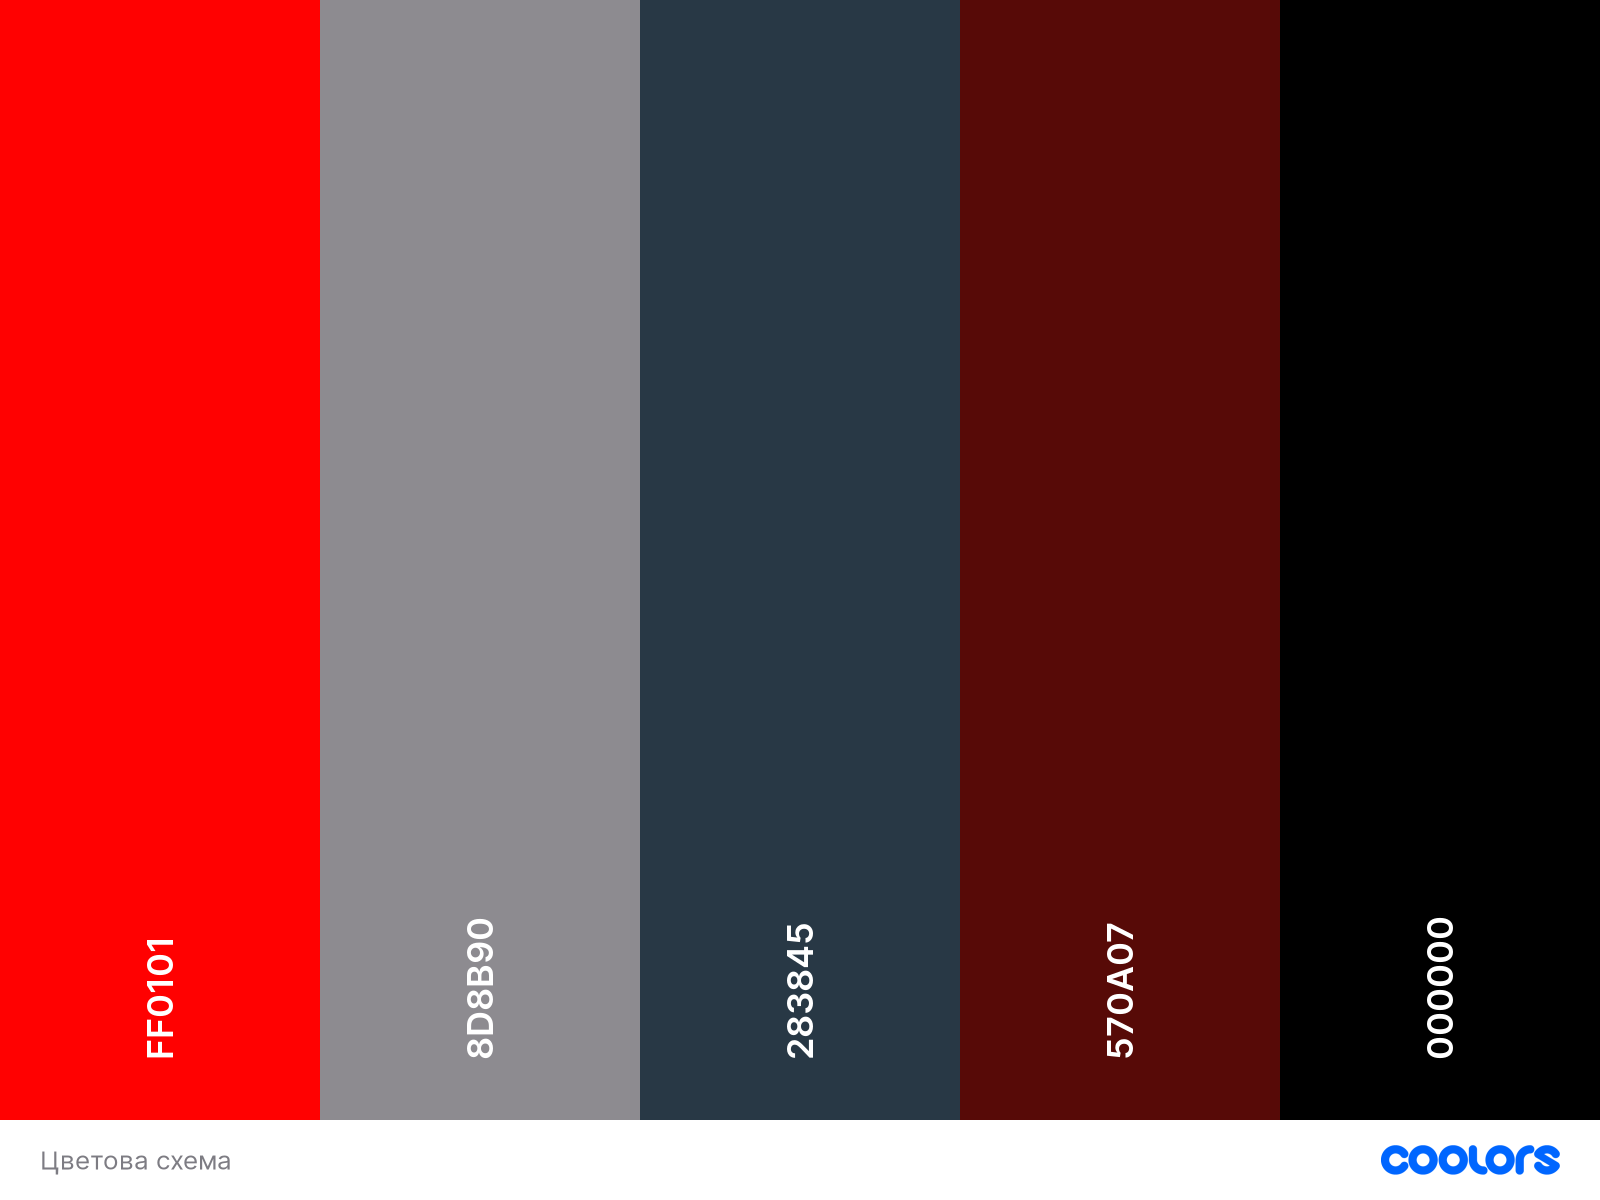 FF0101
8D8B90
283845
570A07
000000
Цветова схема
coolors